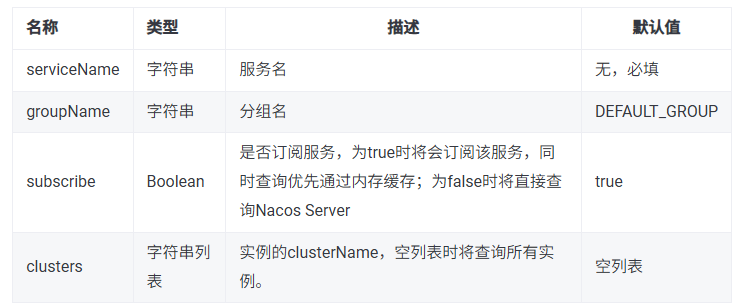 名称 类型 描述 默认值
serviceName 字符串 服务名 无，必填
groupName 字符串 分组名 DEFAULT_GROUP
是否订阅服务，为true时将会订阅该服务，同
subscribe Boolean 时查询优先通过内存缓存；为false时将直接查 true
询Nacos Server
字符串列 实例的clusterName，空列表时将查询所有实
clusters 空列表
表 例。